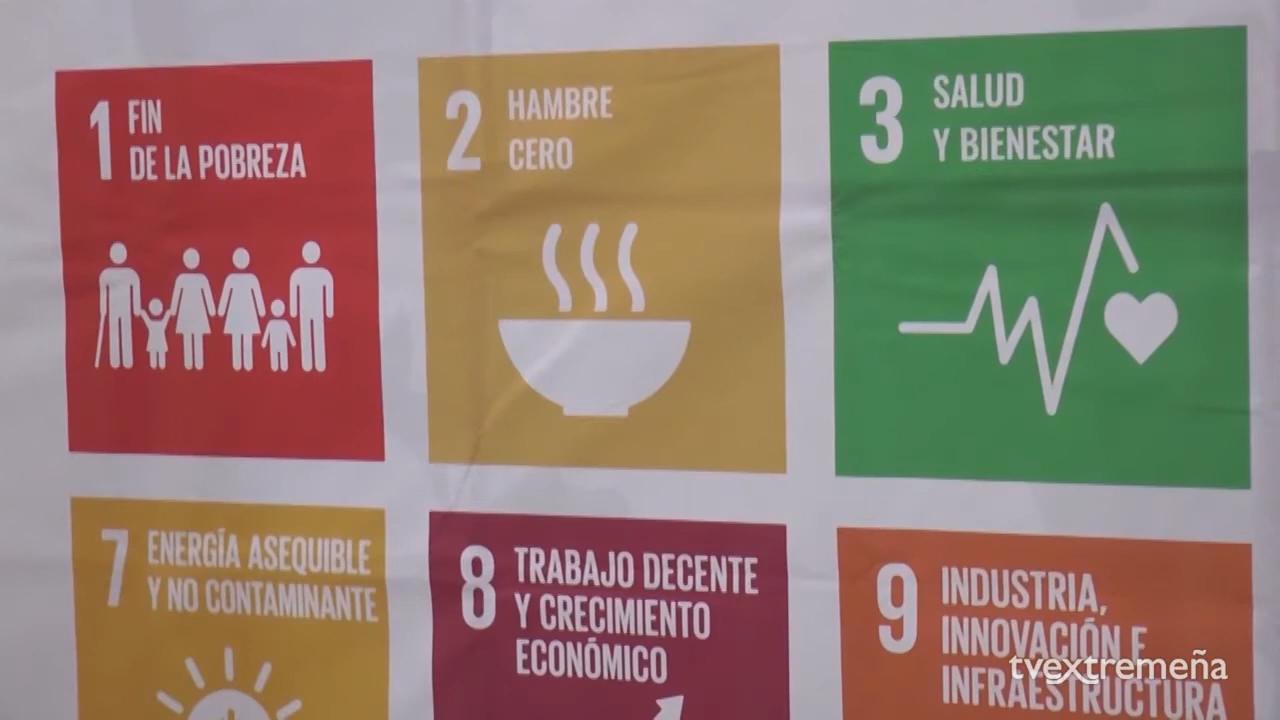 1 FIN
DE LA POBREZA
2 HAMBRE
CERO
3 SALUD
Y BIENESTAR
7 ENERGÍA ASEQUIBLE
Y NO CONTAMINANTE
8 TRABAJO DECENTE
Y CRECIMIENTO
ECONÓMICO
9 INDUSTRIA,
INNOVACIÓN E
INFRAESTRUCTURA
tvextremeña